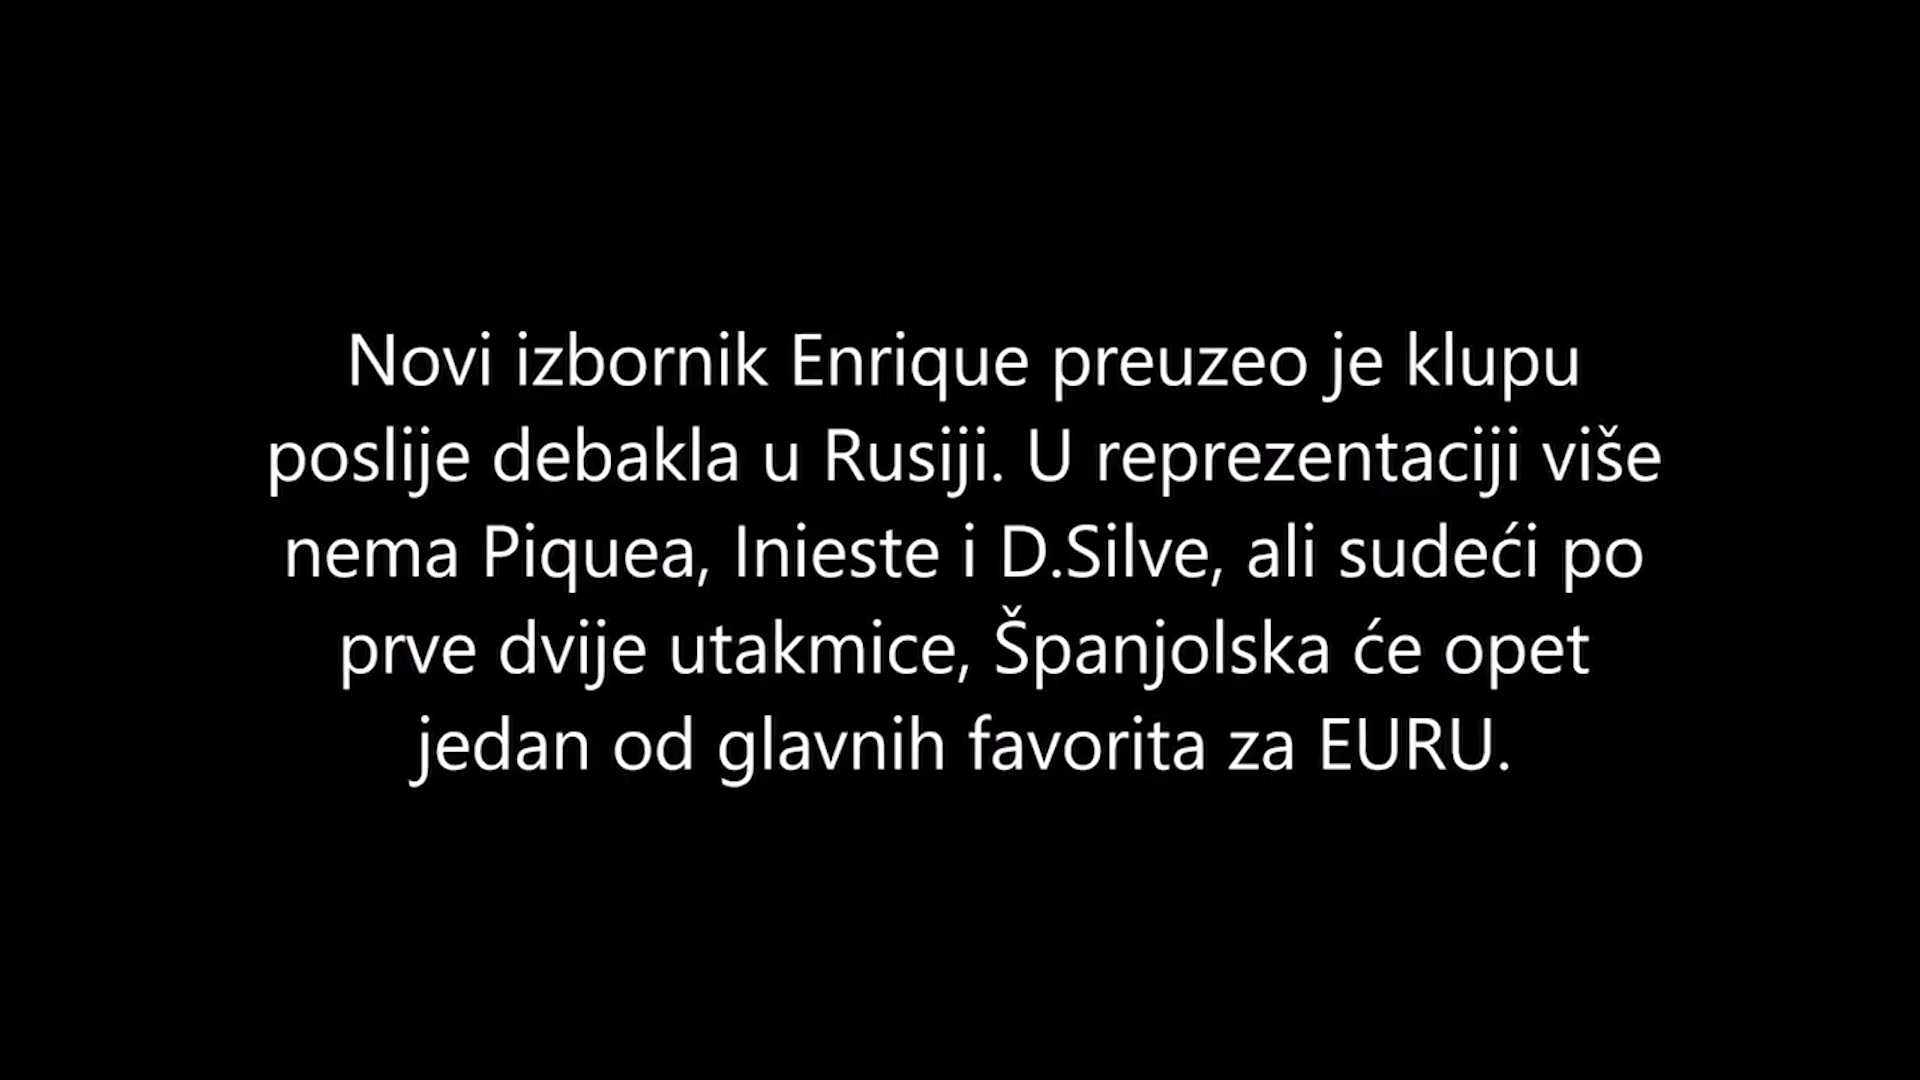 Novi izbornik Enrique preuzeo je klupu
poslije debakla u Rusiji. U reprezentaciji više
nema Piquea, Inieste i D.Silve, ali sudeći po
prve dvije utakmice, Španjolska će opet
jedan od glavnih favorita za EURU.